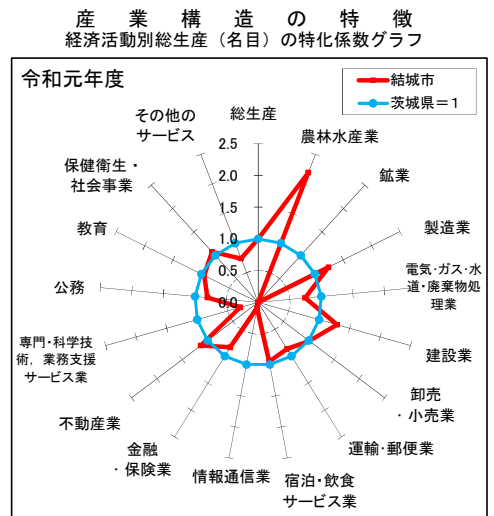 産業構造の特徴
経済活動別総生産（名目）の特化係数グラフ
令和元年度
結城市
茨城県＝１
総生産
農林水産業
鉱業
製造業
電気・ガス・水
道・廃棄物処
理業
建設業
卸売
・小売業
運輸・郵便業
宿泊・飲食
サービス業
情報通信業
金融
・保険業
不動産業
専門・科学技
術，業務支援
サービス業
公務
教育
保健衛生・
社会事業
その他の
サービス
2.5
2.0
1.5
1.0
0.5
0.0